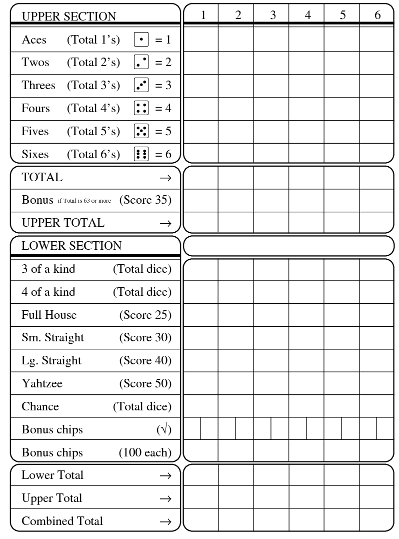 UPPER SECTION 1 2 3 4 5 6
Aces (Total 1's) = 1
Twos (Total 2's) = 2
Threes (Total 3's) = 3
Fours (Total 4's) = 4
Fives (Total 5's) = 5
Sixes (Total 6's) = 6
TOTAL →
Bonus if Total is 63 or more (Score 35)
UPPER TOTAL →
LOWER SECTION
3 of a kind (Total dice)
4 of a kind (Total dice)
Full House (Score 25)
Sm. Straight (Score 30)
Lg. Straight (Score 40)
Yahtzee (Score 50)
Chance (Total dice)
Bonus chips (√)
Bonus chips (100 each)
Lower Total →
Upper Total →
Combined Total →